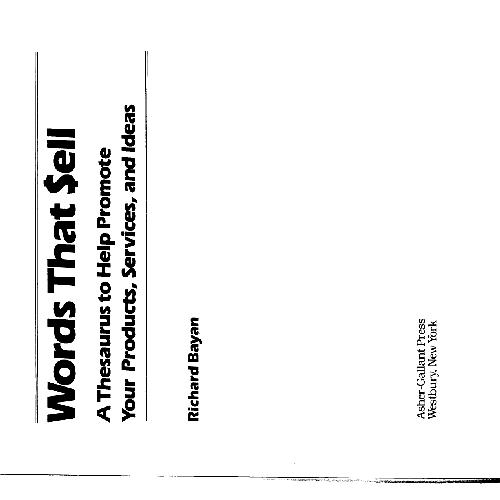 Words That $ell
A Thesaurus to Help Promote
Your Products, Services, and Ideas
Richard Bayan
Asher-Gallant Press
Westbury, New York